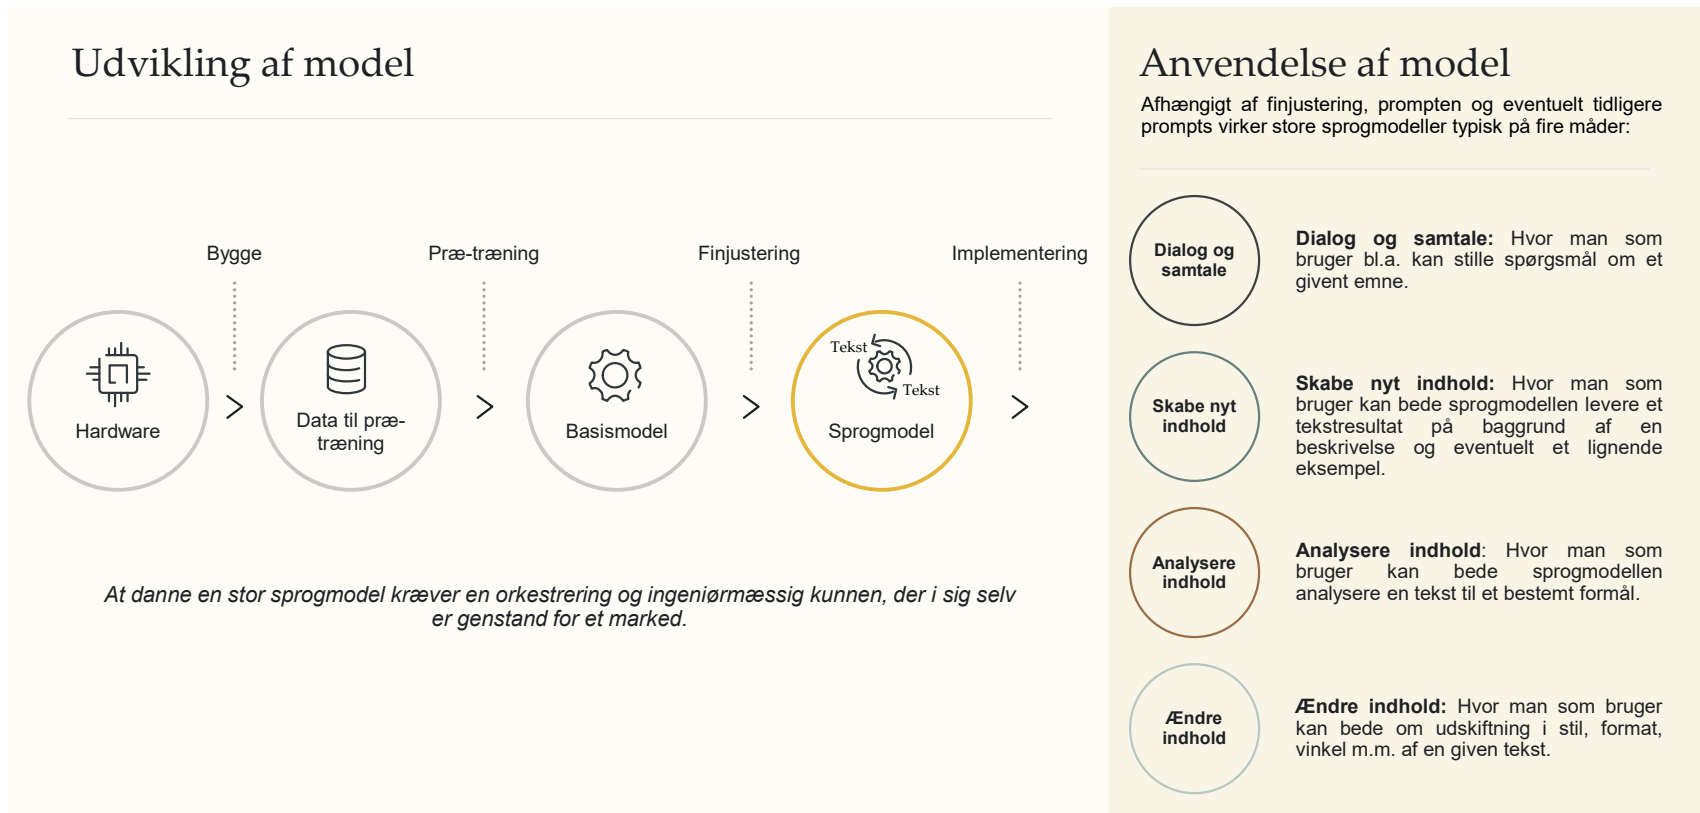 Udvikling af model
Bygge
Præ-træning
Finjustering
Implementering
Hardware
Data til præ-
træning
Basismodel
Tekst
Tekst
Sprogmodel
At danne en stor sprogmodel kræver en orkestrering og ingeniørmæssig kunnen, der i sig selv
er genstand for et marked.
Anvendelse af model
Afhængigt af finjustering, prompten og eventuelt tidligere
prompts virker store sprogmodeller typisk på fire måder:
Dialog og
samtale
Dialog og samtale: Hvor man som
bruger bl.a. kan stille spørgsmål om et
givent emne.
Skabe nyt
indhold
Skabe nyt indhold: Hvor man som
bruger kan bede sprogmodellen levere et
tekstresultat på baggrund af en
beskrivelse og eventuelt et lignende
eksempel.
Analysere
indhold
Analysere indhold: Hvor man som
bruger kan bede sprogmodellen
analysere en tekst til et bestemt formål.
Ændre
indhold
Ændre indhold: Hvor man som bruger
kan bede om udskiftning i stil, format,
vinkel m.m. af en given tekst.